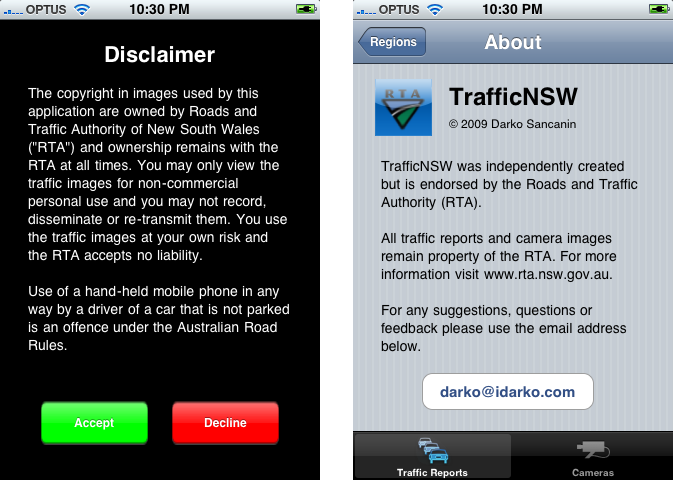 OPTUS 10:30 PM
Disclaimer
The copyright in images used by this
application are owned by Roads and
Traffic Authority of New South Wales
("RTA") and ownership remains with the
RTA at all times. You may only view the
traffic images for non-commercial
personal use and you may not record,
disseminate or re-transmit them. You use
the traffic images at your own risk and
the RTA accepts no liability.
Use of a hand-held mobile phone in any
way by a driver of a car that is not parked
is an offence under the Australian Road
Rules.
Accept Decline
OPTUS 10:30 PM
Regions About
RTA
TrafficNSW
© 2009 Darko Sancanin
TrafficNSW was independently created
but is endorsed by the Roads and Traffic
Authority (RTA).
All traffic reports and camera images
remain property of the RTA. For more
information visit www.rta.nsw.gov.au.
For any suggestions, questions or
feedback please use the email address
below.
darko@idarko.com
Traffic Reports Cameras